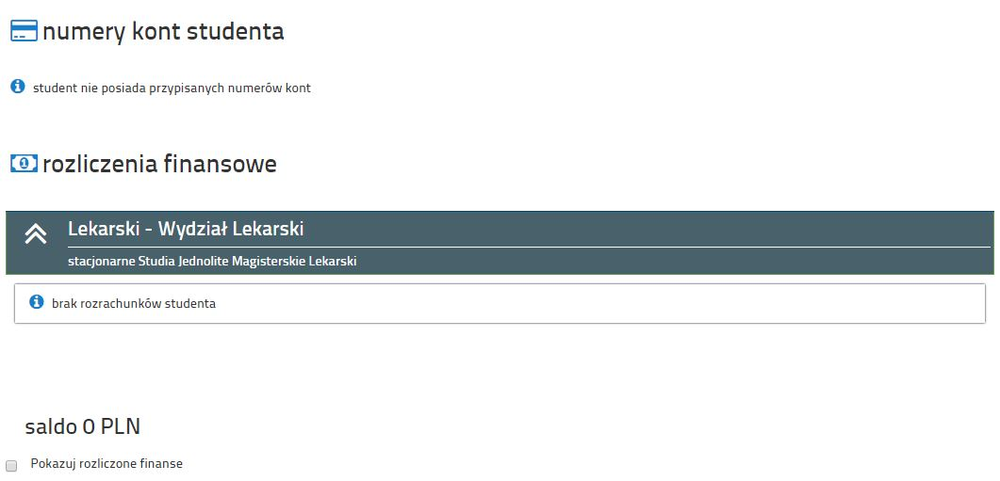 numery kont studenta
student nie posiada przypisanych numerów kont
rozliczenia finansowe
Lekarski - Wydział Lekarski
stacjonarne Studia Jednolite Magisterskie Lekarski
brak rozrachunków studenta
saldo 0 PLN
Pokazuj rozliczone finanse